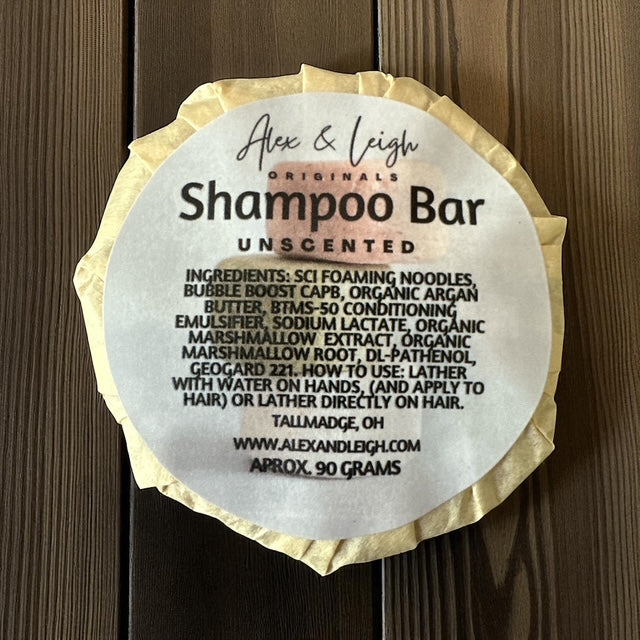 Alex & Leigh
ORIGINALS
Shampoo Bar
UNSCENTED
INGREDIENTS: SCI FOAMING NOODLES,
BUBBLE BOOST CAPB, ORGANIC ARGAN
BUTTER, BTMS-50 CONDITIONING
EMULSIFIER, SODIUM LACTATE, ORGANIC
MARSHMALLOW EXTRACT, ORGANIC
MARSHMALLOW ROOT, DL-PATHENOL,
GEOGARD 221. HOW TO USE: LATHER
WITH WATER ON HANDS, (AND APPLY TO
HAIR) OR LATHER DIRECTLY ON HAIR.
TALLMADGE, OH
WWW.ALEXANDLEIGH.COM
APROX. 90 GRAMS